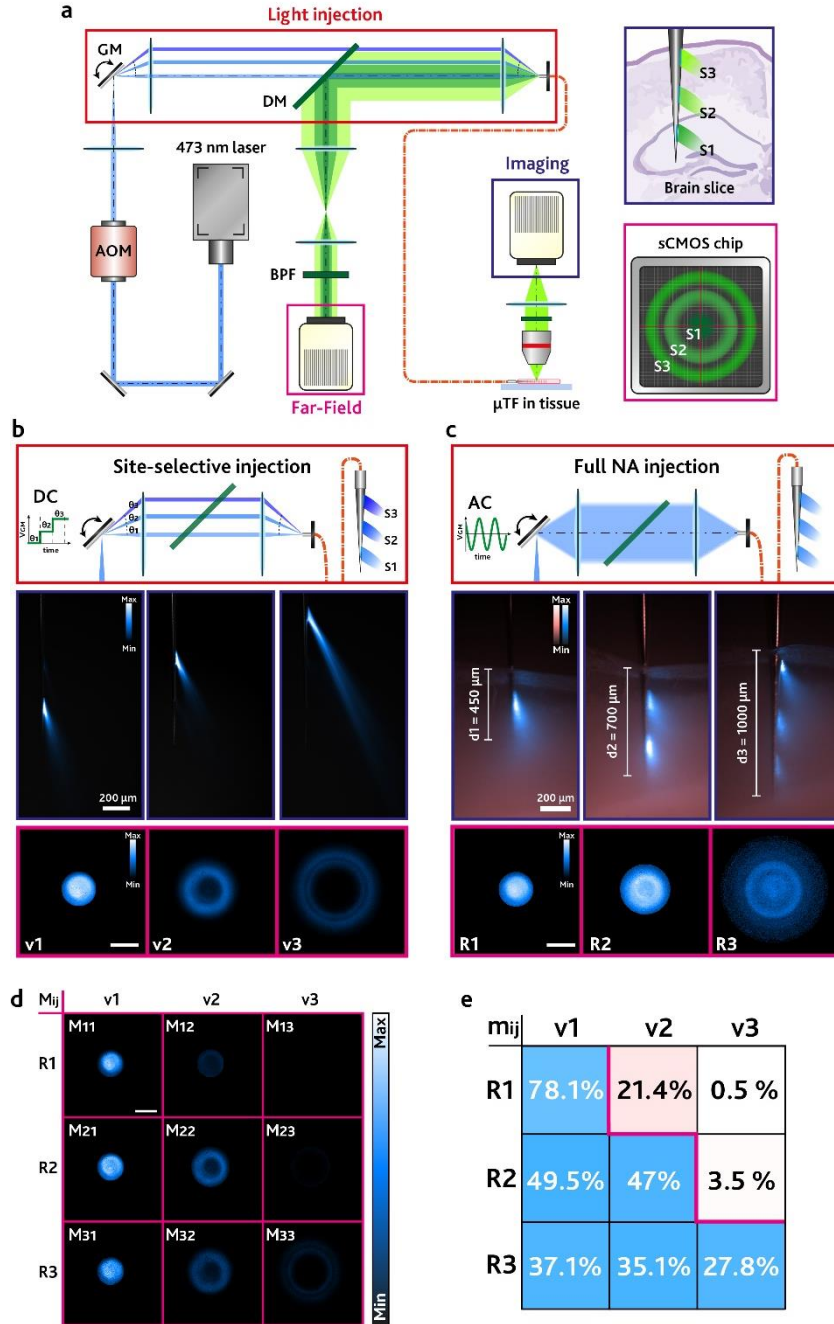 a
Light injection
GM
DM
473 nm laser
AOM
BPF
Far-Field
Imaging
μTF in tissue
S3
S2
S1
Brain slice
sCMOS chip
S1
S2
S3
b
Site-selective injection
DC
VGM
θ1
θ2
θ3
time
θ3
θ2
θ1
S3
S2
S1
Max
Min
200 μm
Max
Min
v1
v2
v3
c
Full NA injection
AC
VGM
time
S3
S2
S1
Max
Min
d1 = 450 μm
d2 = 700 μm
d3 = 1000 μm
200 μm
Max
Min
R1
R2
R3
d
Mij v1 v2 v3
R1 M11 M12 M13
R2 M21 M22 M23
R3 M31 M32 M33
Max
Min
e
mij v1 v2 v3
R1 78.1% 21.4% 0.5 %
R2 49.5% 47% 3.5 %
R3 37.1% 35.1% 27.8%